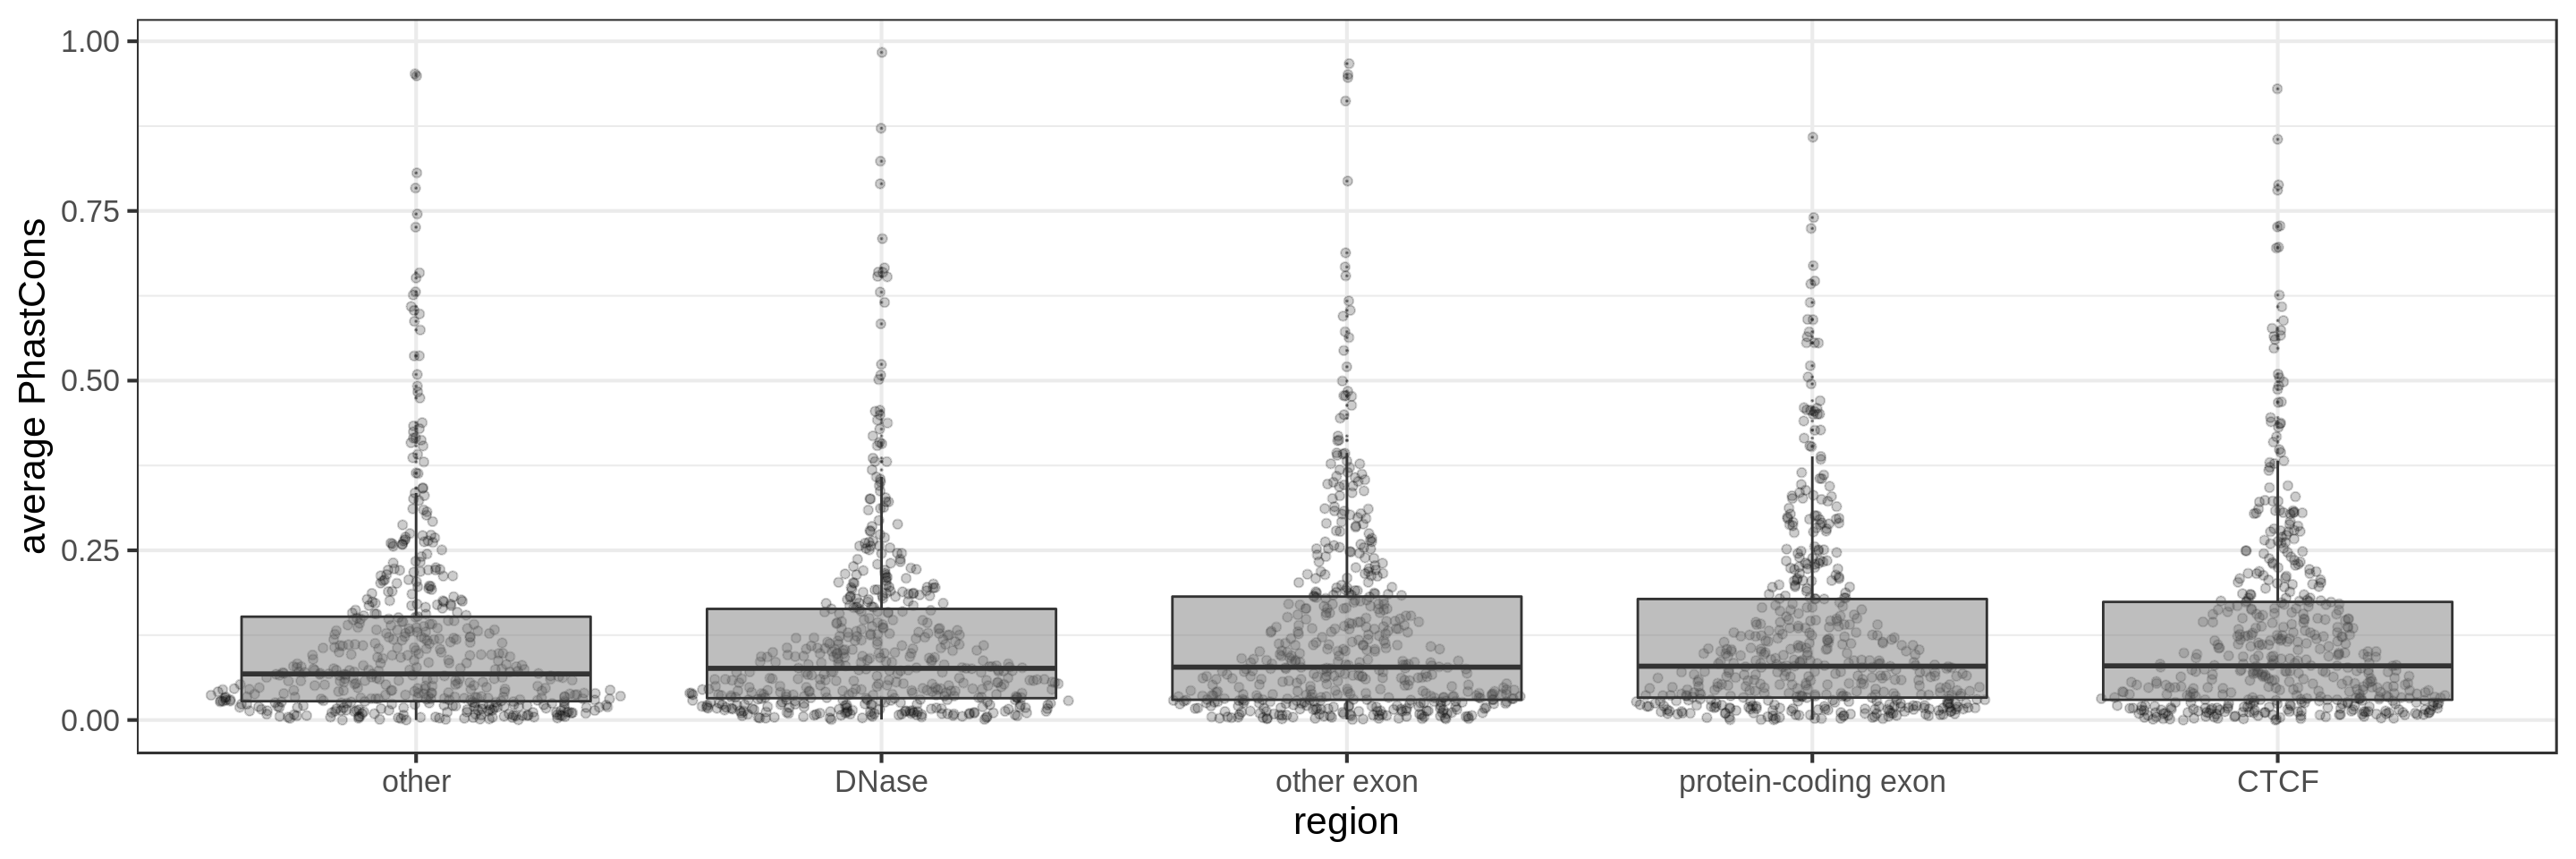 average PhastCons
1.00
0.75
0.50
0.25
0.00
other
DNase
other exon
protein-coding exon
CTCF
region